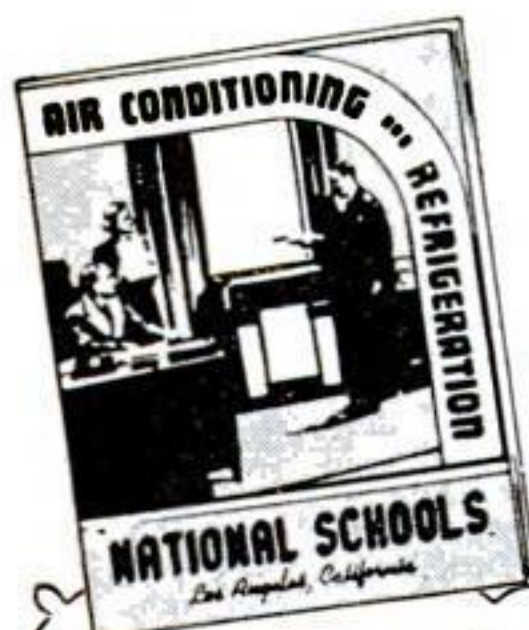 AIR CONDITIONING ... REFRIGERATION
NATIONAL SCHOOLS
Los Angeles, California